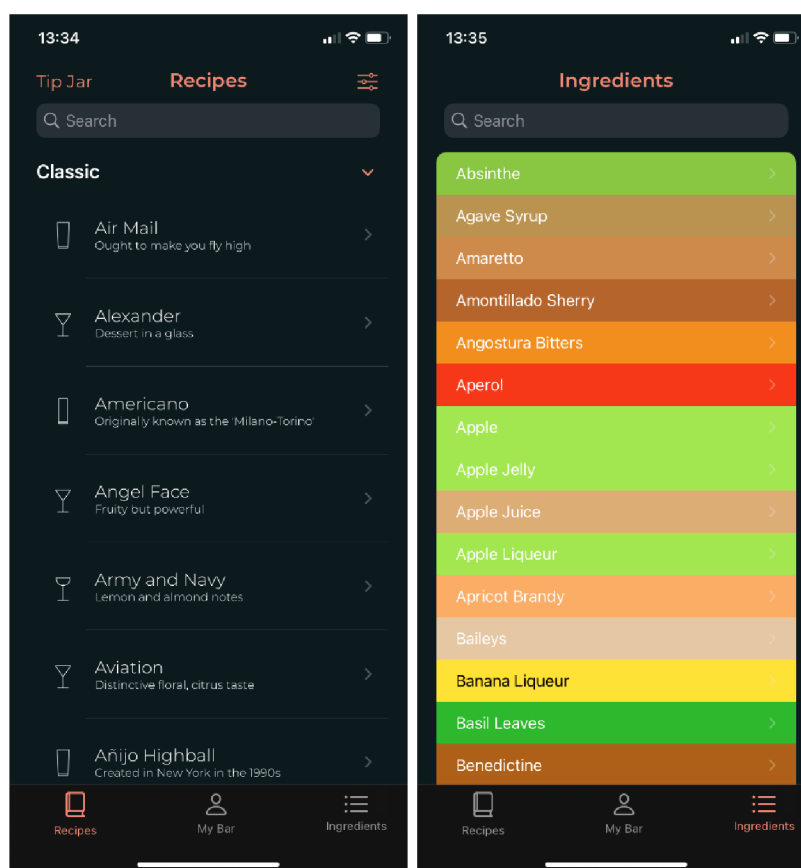 13:34
Tip Jar Recipes
Search
Classic
Air Mail
Ought to make you fly high
Alexander
Dessert in a glass
Americano
Originally known as the 'Milano-Torino'
Angel Face
Fruity but powerful
Army and Navy
Lemon and almond notes
Aviation
Distinctive floral, citrus taste
Añijo Highball
Created in New York in the 1990s
Recipes My Bar Ingredients
13:35
Ingredients
Search
Absinthe
Agave Syrup
Amaretto
Amontillado Sherry
Angostura Bitters
Aperol
Apple
Apple Jelly
Apple Juice
Apple Liqueur
Apricot Brandy
Baileys
Banana Liqueur
Basil Leaves
Benedictine
Recipes My Bar Ingredients